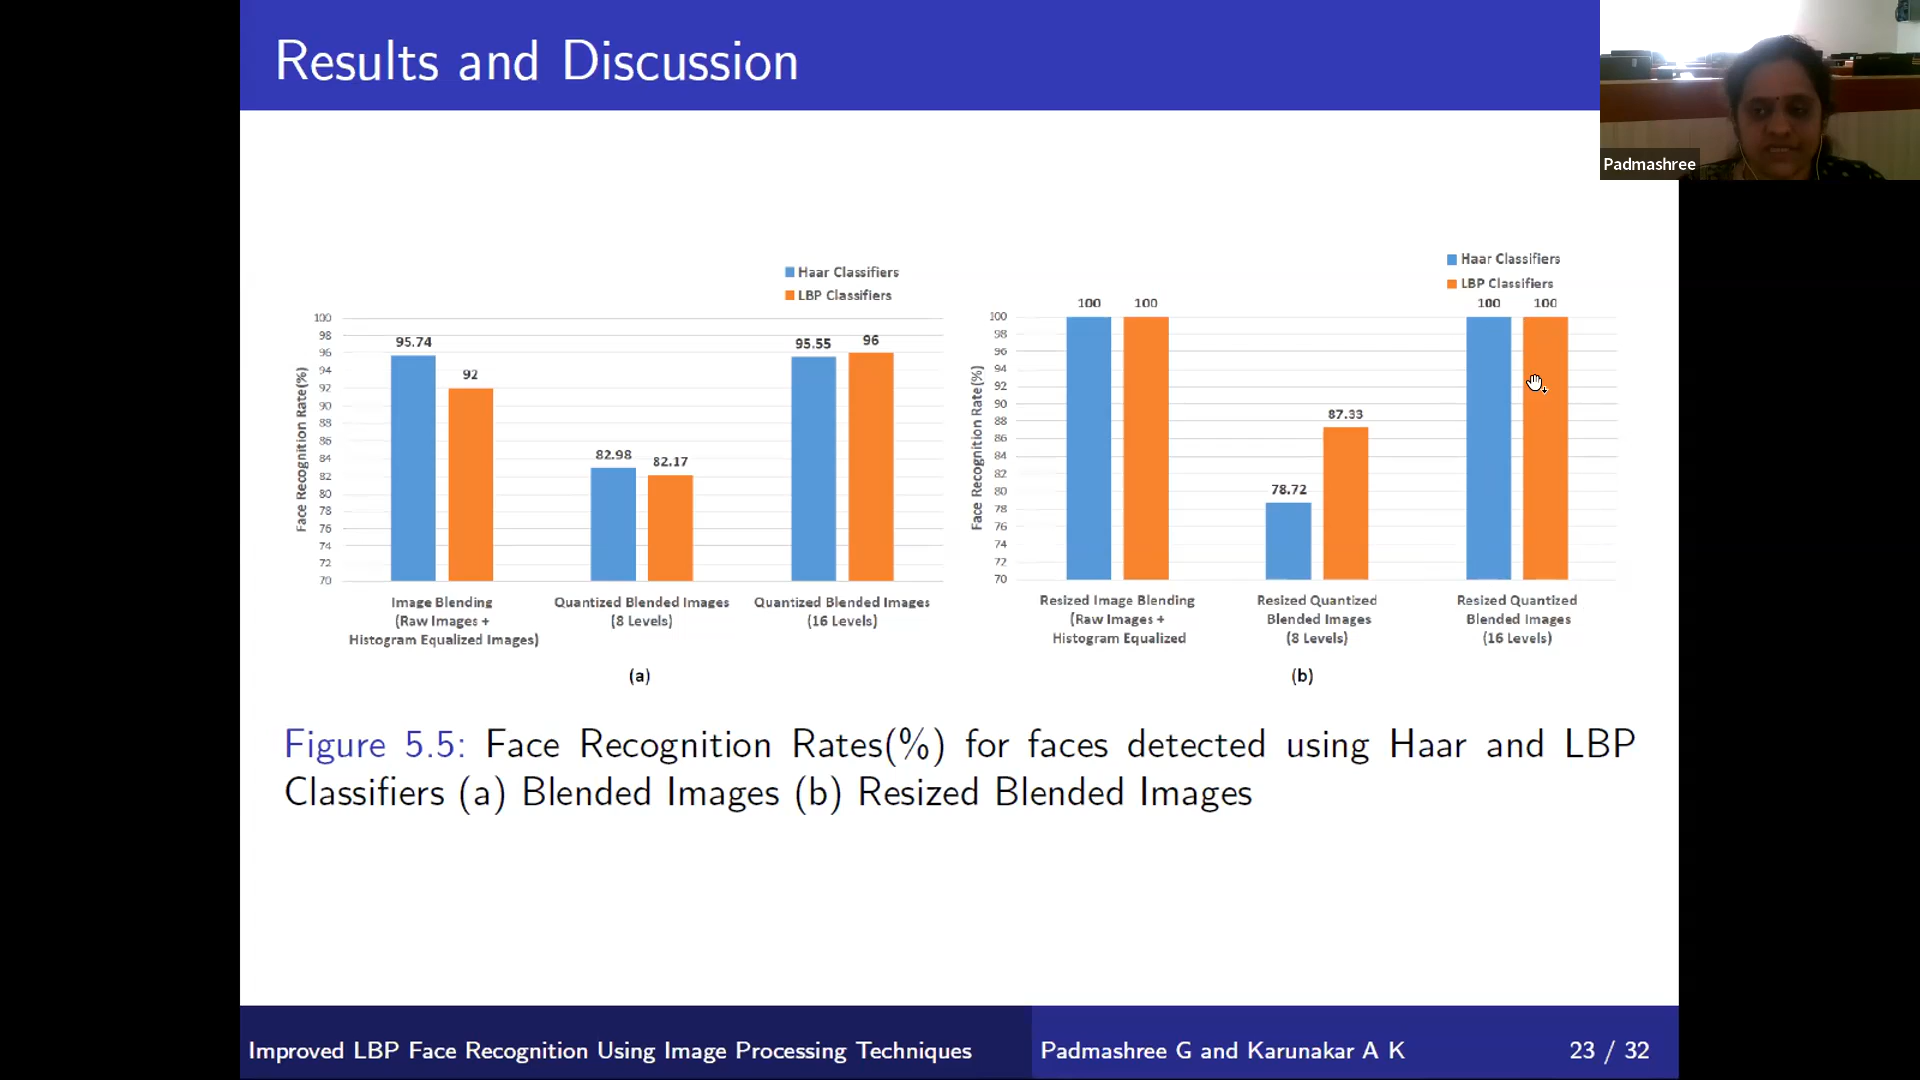 Results and Discussion
Padmashree
Haar Classifiers
LBP Classifiers
100
98
96
94
92
90
88
86
84
82
80
78
76
74
72
70
Face Recognition Rate(%)
95.74
92
82.98
82.17
95.55
96
Image Blending
(Raw Images +
Histogram Equalized Images)
Quantized Blended Images
(8 Levels)
Quantized Blended Images
(16 Levels)
(a)
Haar Classifiers
LBP Classifiers
100
98
96
94
92
90
88
86
84
82
80
78
76
74
72
70
Face Recognition Rate(%)
100
100
78.72
87.33
100
100
Resized Image Blending
(Raw Images +
Histogram Equalized
Resized Quantized
Blended Images
(8 Levels)
Resized Quantized
Blended Images
(16 Levels)
(b)
Figure 5.5: Face Recognition Rates(%) for faces detected using Haar and LBP
Classifiers (a) Blended Images (b) Resized Blended Images
Improved LBP Face Recognition Using Image Processing Techniques
Padmashree G and Karunakar A K
23 / 32